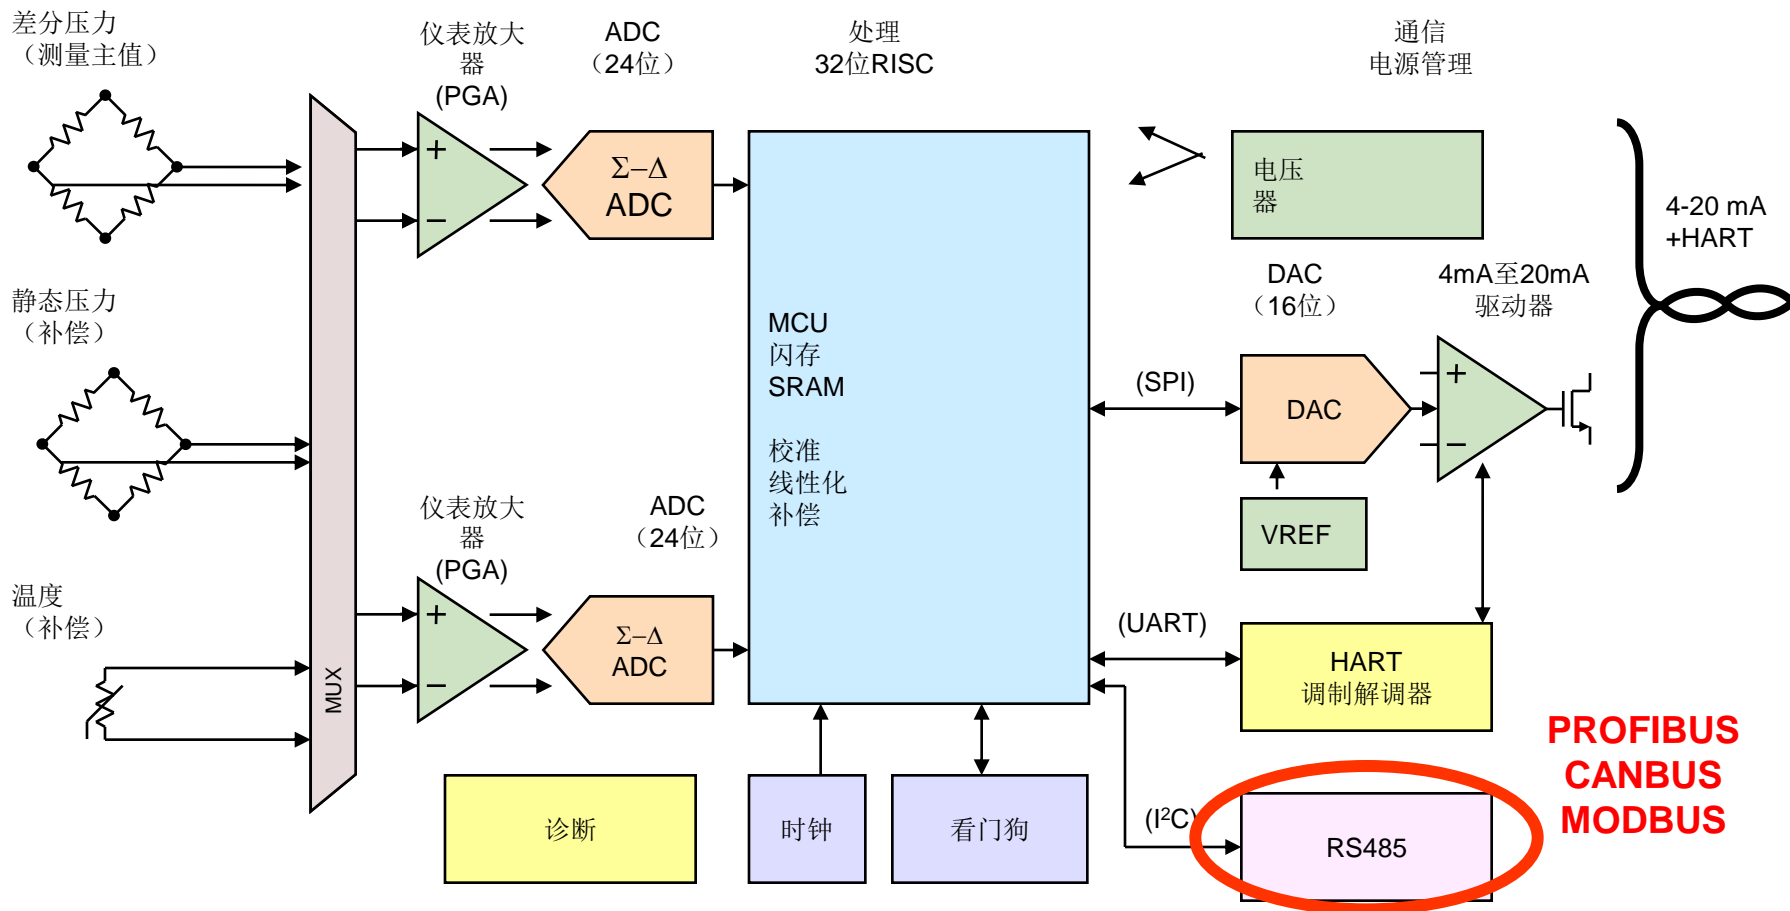 差分压力
（测量主值）
仪表放大
器
(PGA)
ADC
（24位）
处理
32位RISC
通信
电源管理
+
−
Σ−Δ
ADC
电压
器
4-20 mA
+HART
静态压力
（补偿）
MCU
闪存
SRAM
校准
线性化
补偿
DAC
（16位）
4mA至20mA
驱动器
(SPI)
DAC
+
−
VREF
仪表放大
器
(PGA)
ADC
（24位）
温度
（补偿）
MUX
+
−
Σ−Δ
ADC
(UART)
HART
调制解调器
PROFIBUS
CANBUS
MODBUS
诊断
时钟
看门狗
(I²C)
RS485